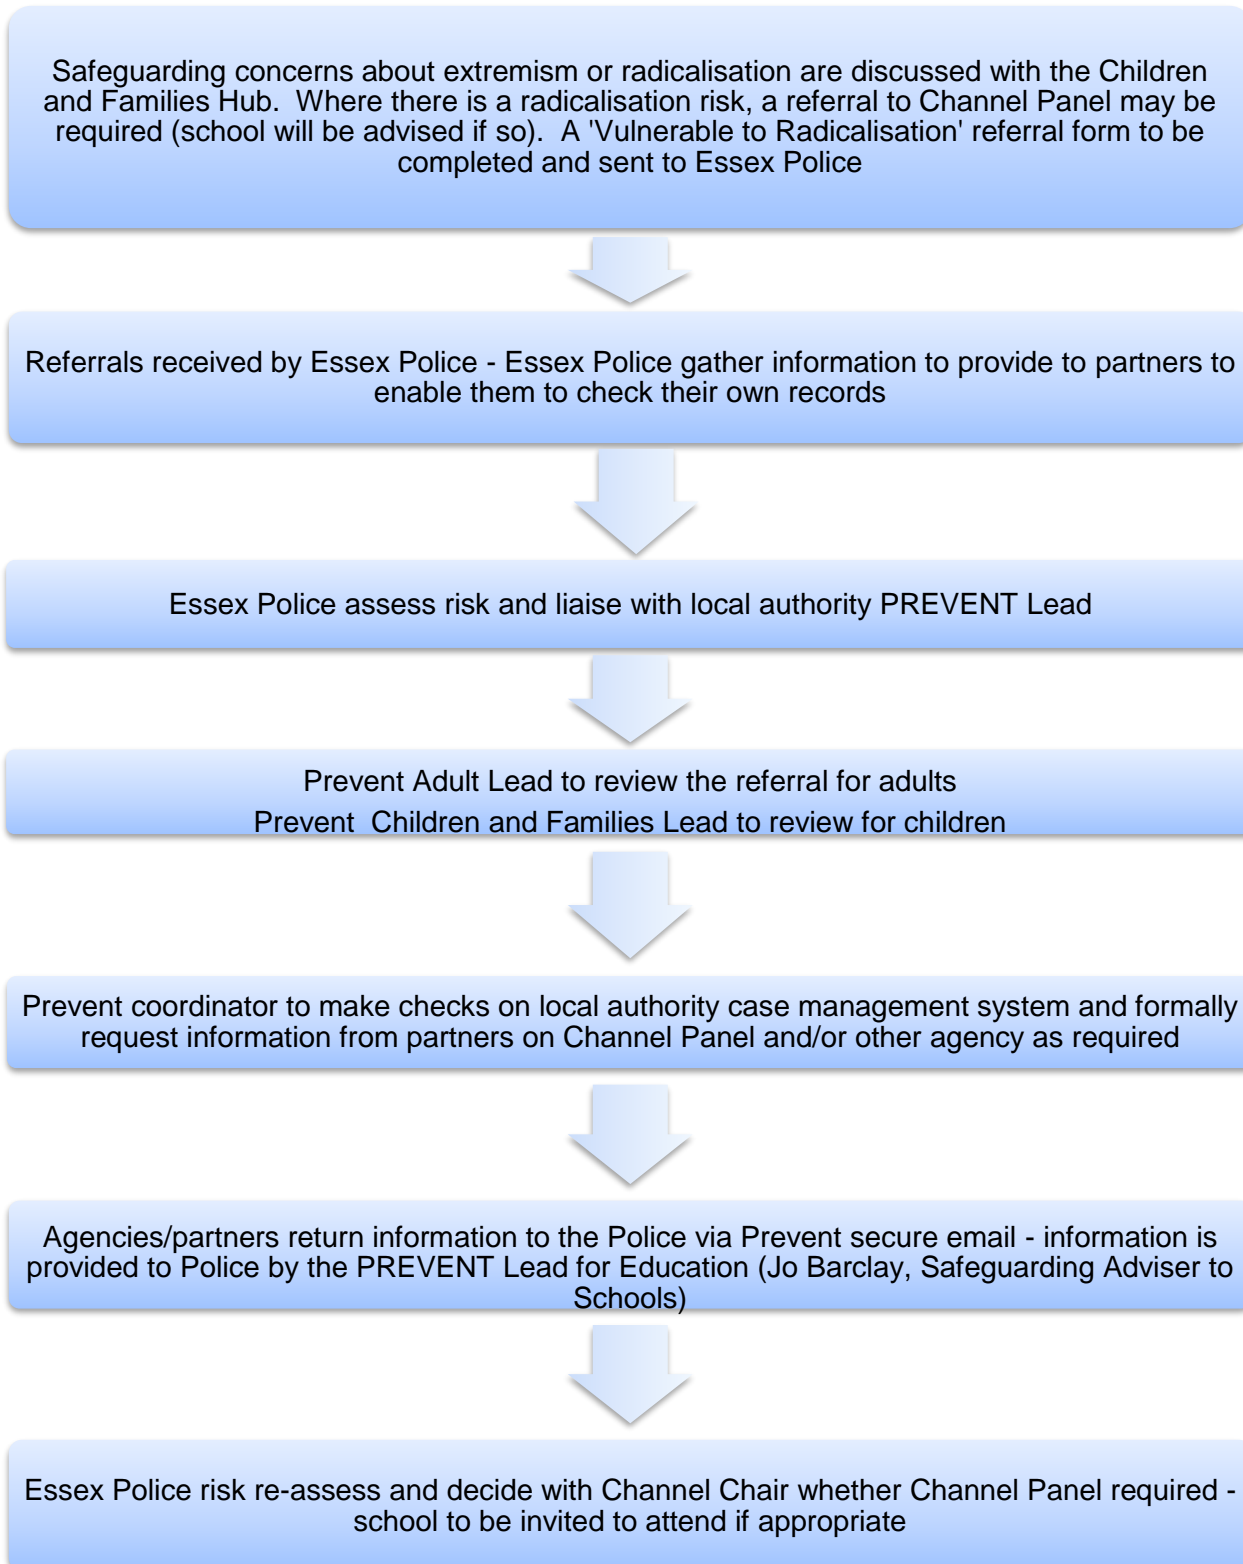 Safeguarding concerns about extremism or radicalisation are discussed with the Children
and Families Hub.  Where there is a radicalisation risk, a referral to Channel Panel may be
required (school will be advised if so).  A 'Vulnerable to Radicalisation' referral form to be
completed and sent to Essex Police
Referrals received by Essex Police - Essex Police gather information to provide to partners to
enable them to check their own records
Essex Police assess risk and liaise with local authority PREVENT Lead
Prevent Adult Lead to review the referral for adults
Prevent  Children and Families Lead to review for children
Prevent coordinator to make checks on local authority case management system and formally
request information from partners on Channel Panel and/or other agency as required
Agencies/partners return information to the Police via Prevent secure email - information is
provided to Police by the PREVENT Lead for Education (Jo Barclay, Safeguarding Adviser to
Schools)
Essex Police risk re-assess and decide with Channel Chair whether Channel Panel required -
school to be invited to attend if appropriate